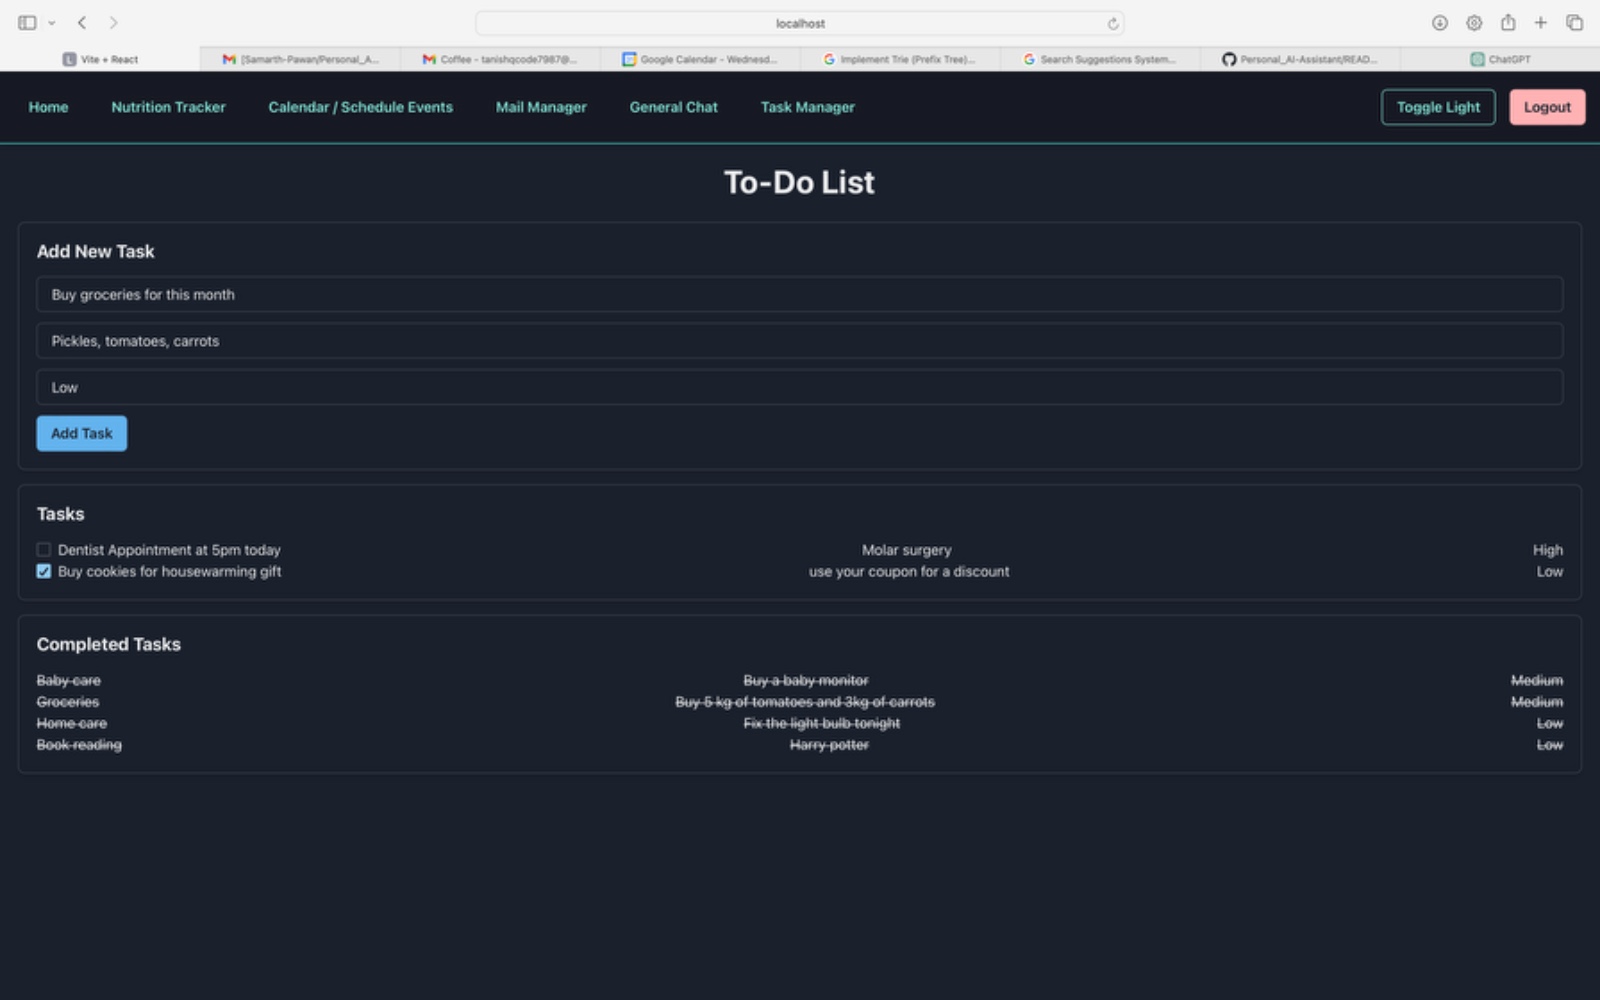 localhost
Vite + React
[Samarth-Pawan/Personal_A...
Coffee - tanishqcode7987@...
Google Calendar - Wednesd...
Implement Trie (Prefix Tree)...
Search Suggestions System...
Personal_AI-Assistant/READ...
ChatGPT
Home
Nutrition Tracker
Calendar / Schedule Events
Mail Manager
General Chat
Task Manager
Toggle Light
Logout
To-Do List
Add New Task
Buy groceries for this month
Pickles, tomatoes, carrots
Low
Add Task
Tasks
Dentist Appointment at 5pm today Molar surgery High
Buy cookies for housewarming gift use your coupon for a discount Low
Completed Tasks
Baby care Buy a baby monitor Medium
Groceries Buy 5 kg of tomatoes and 3kg of carrots Medium
Home care Fix the light bulb tonight Low
Book reading Harry potter Low